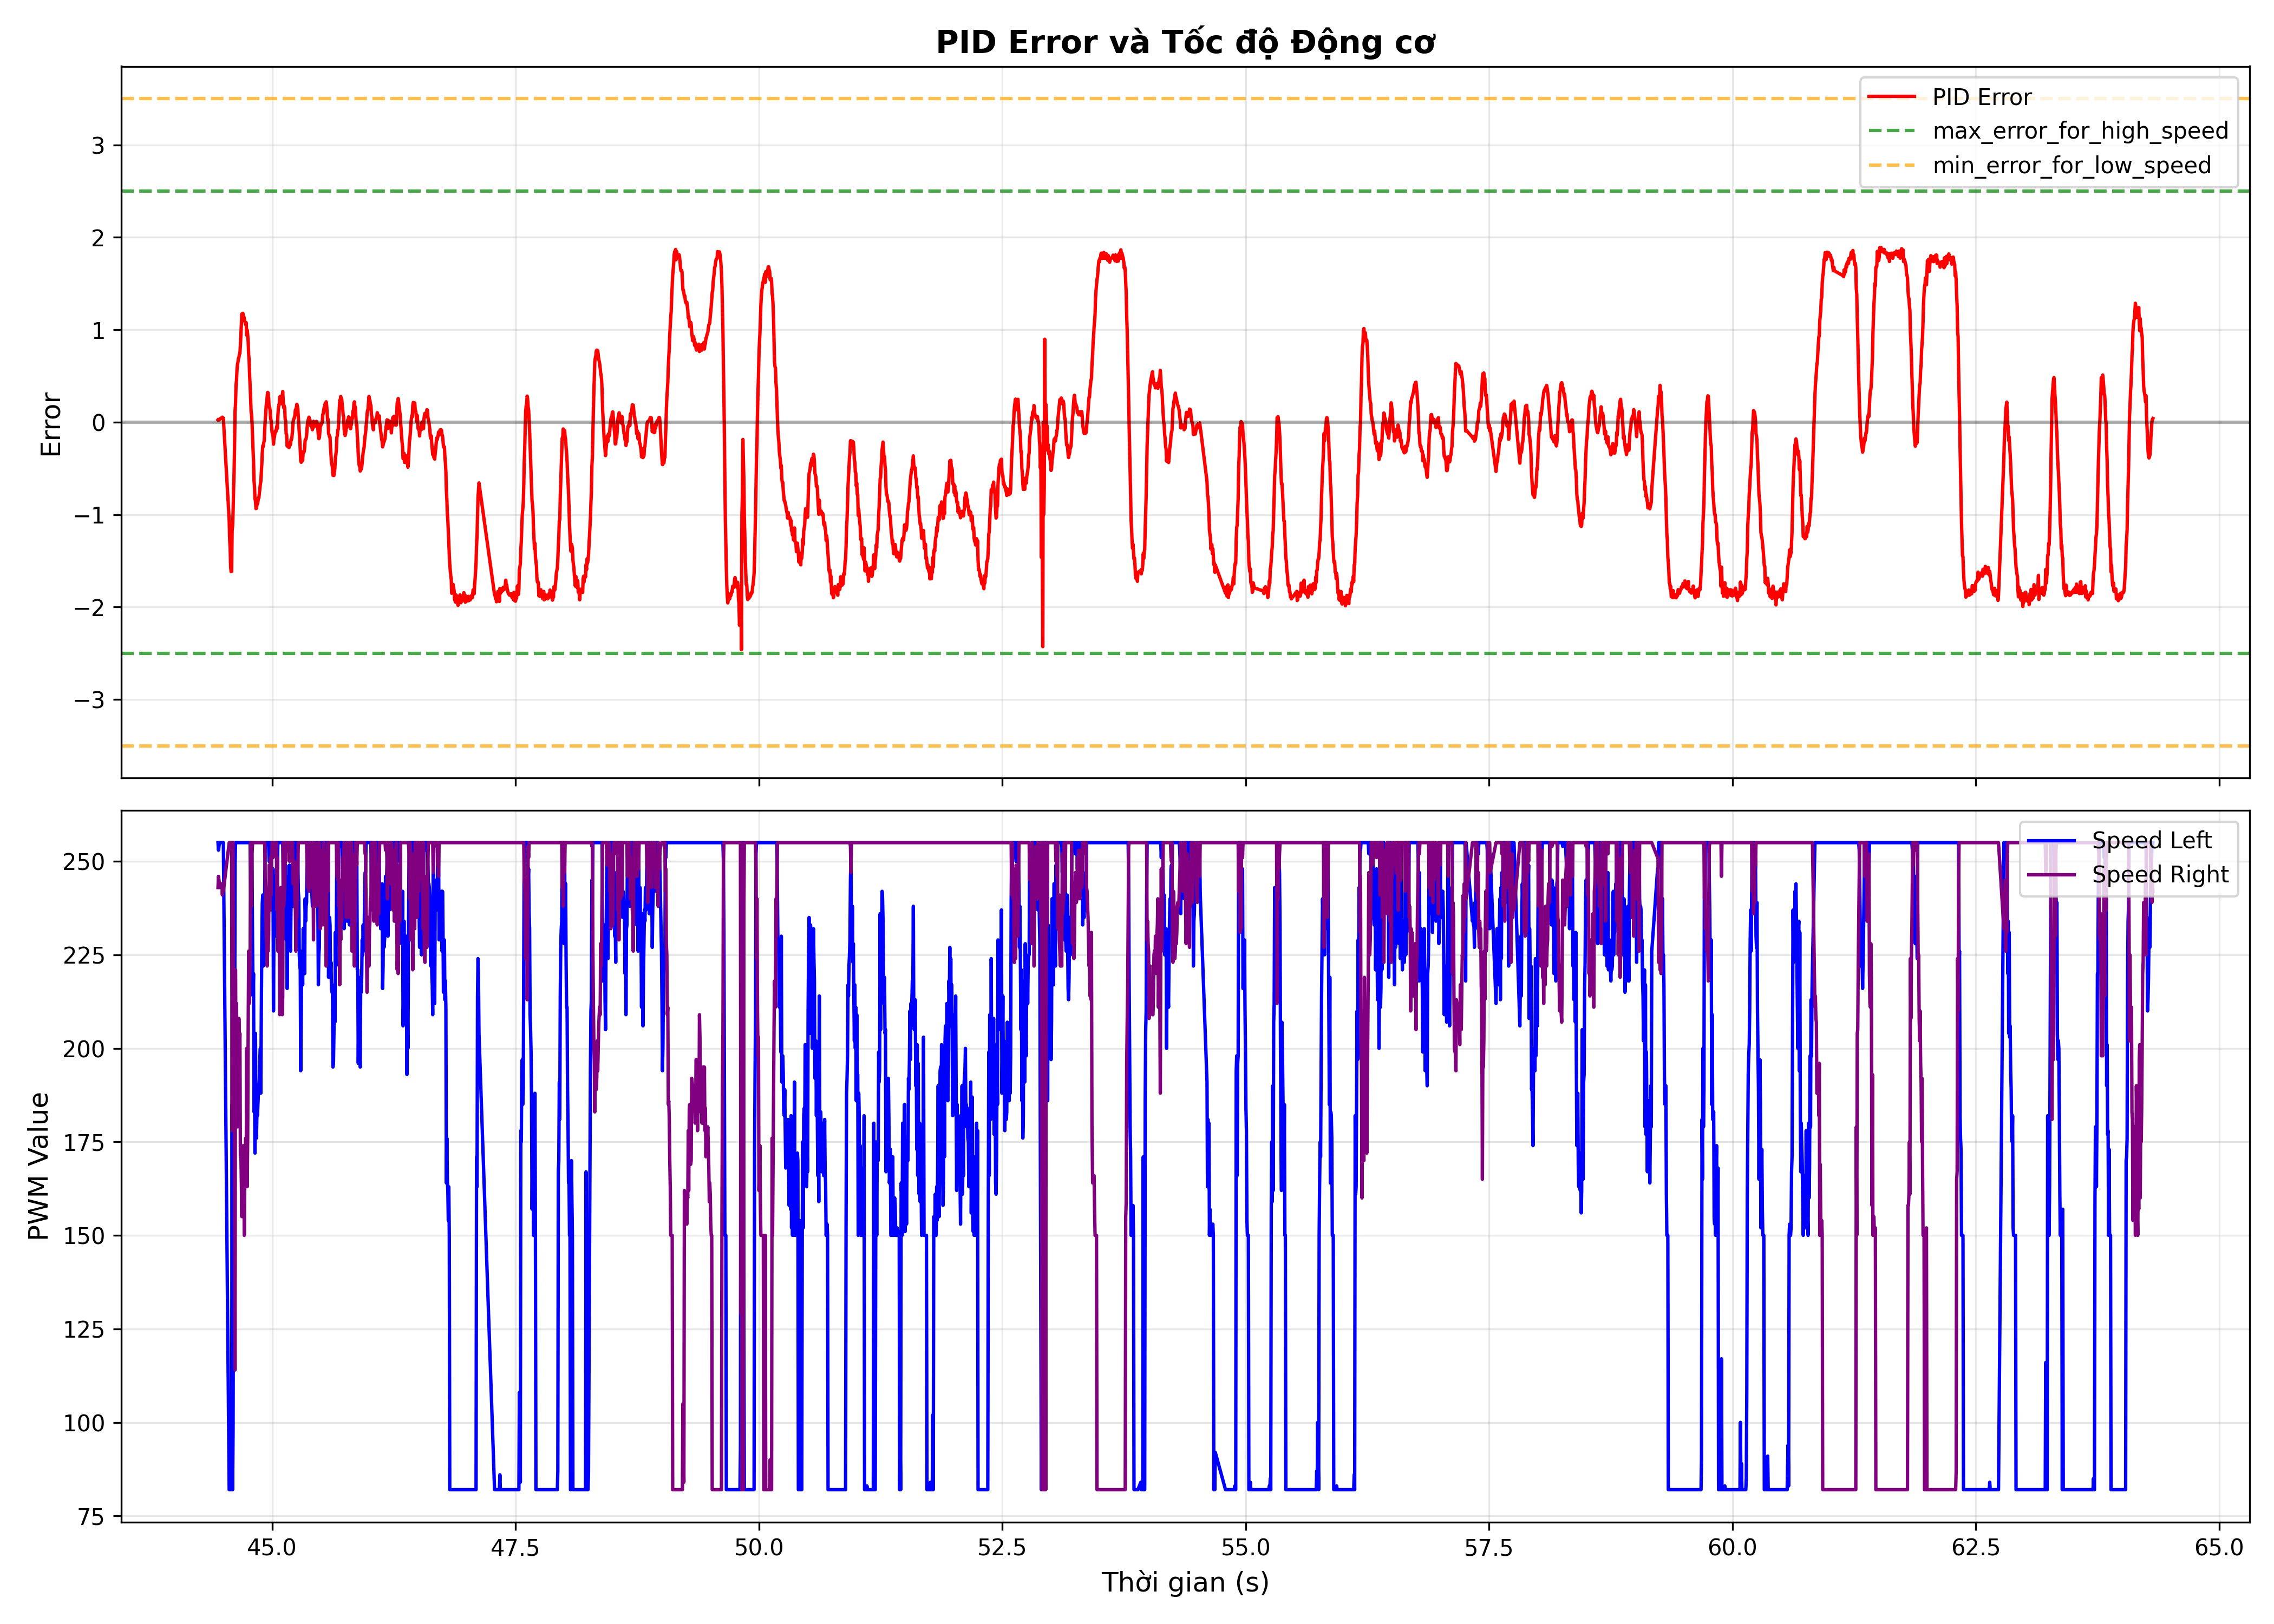 PID Error và Tốc độ Động cơ
PID Error
max_error_for_high_speed
min_error_for_low_speed
Error
3
2
1
0
−1
−2
−3
Speed Left
Speed Right
PWM Value
250
225
200
175
150
125
100
75
45.0 47.5 50.0 52.5 55.0 57.5 60.0 62.5 65.0
Thời gian (s)